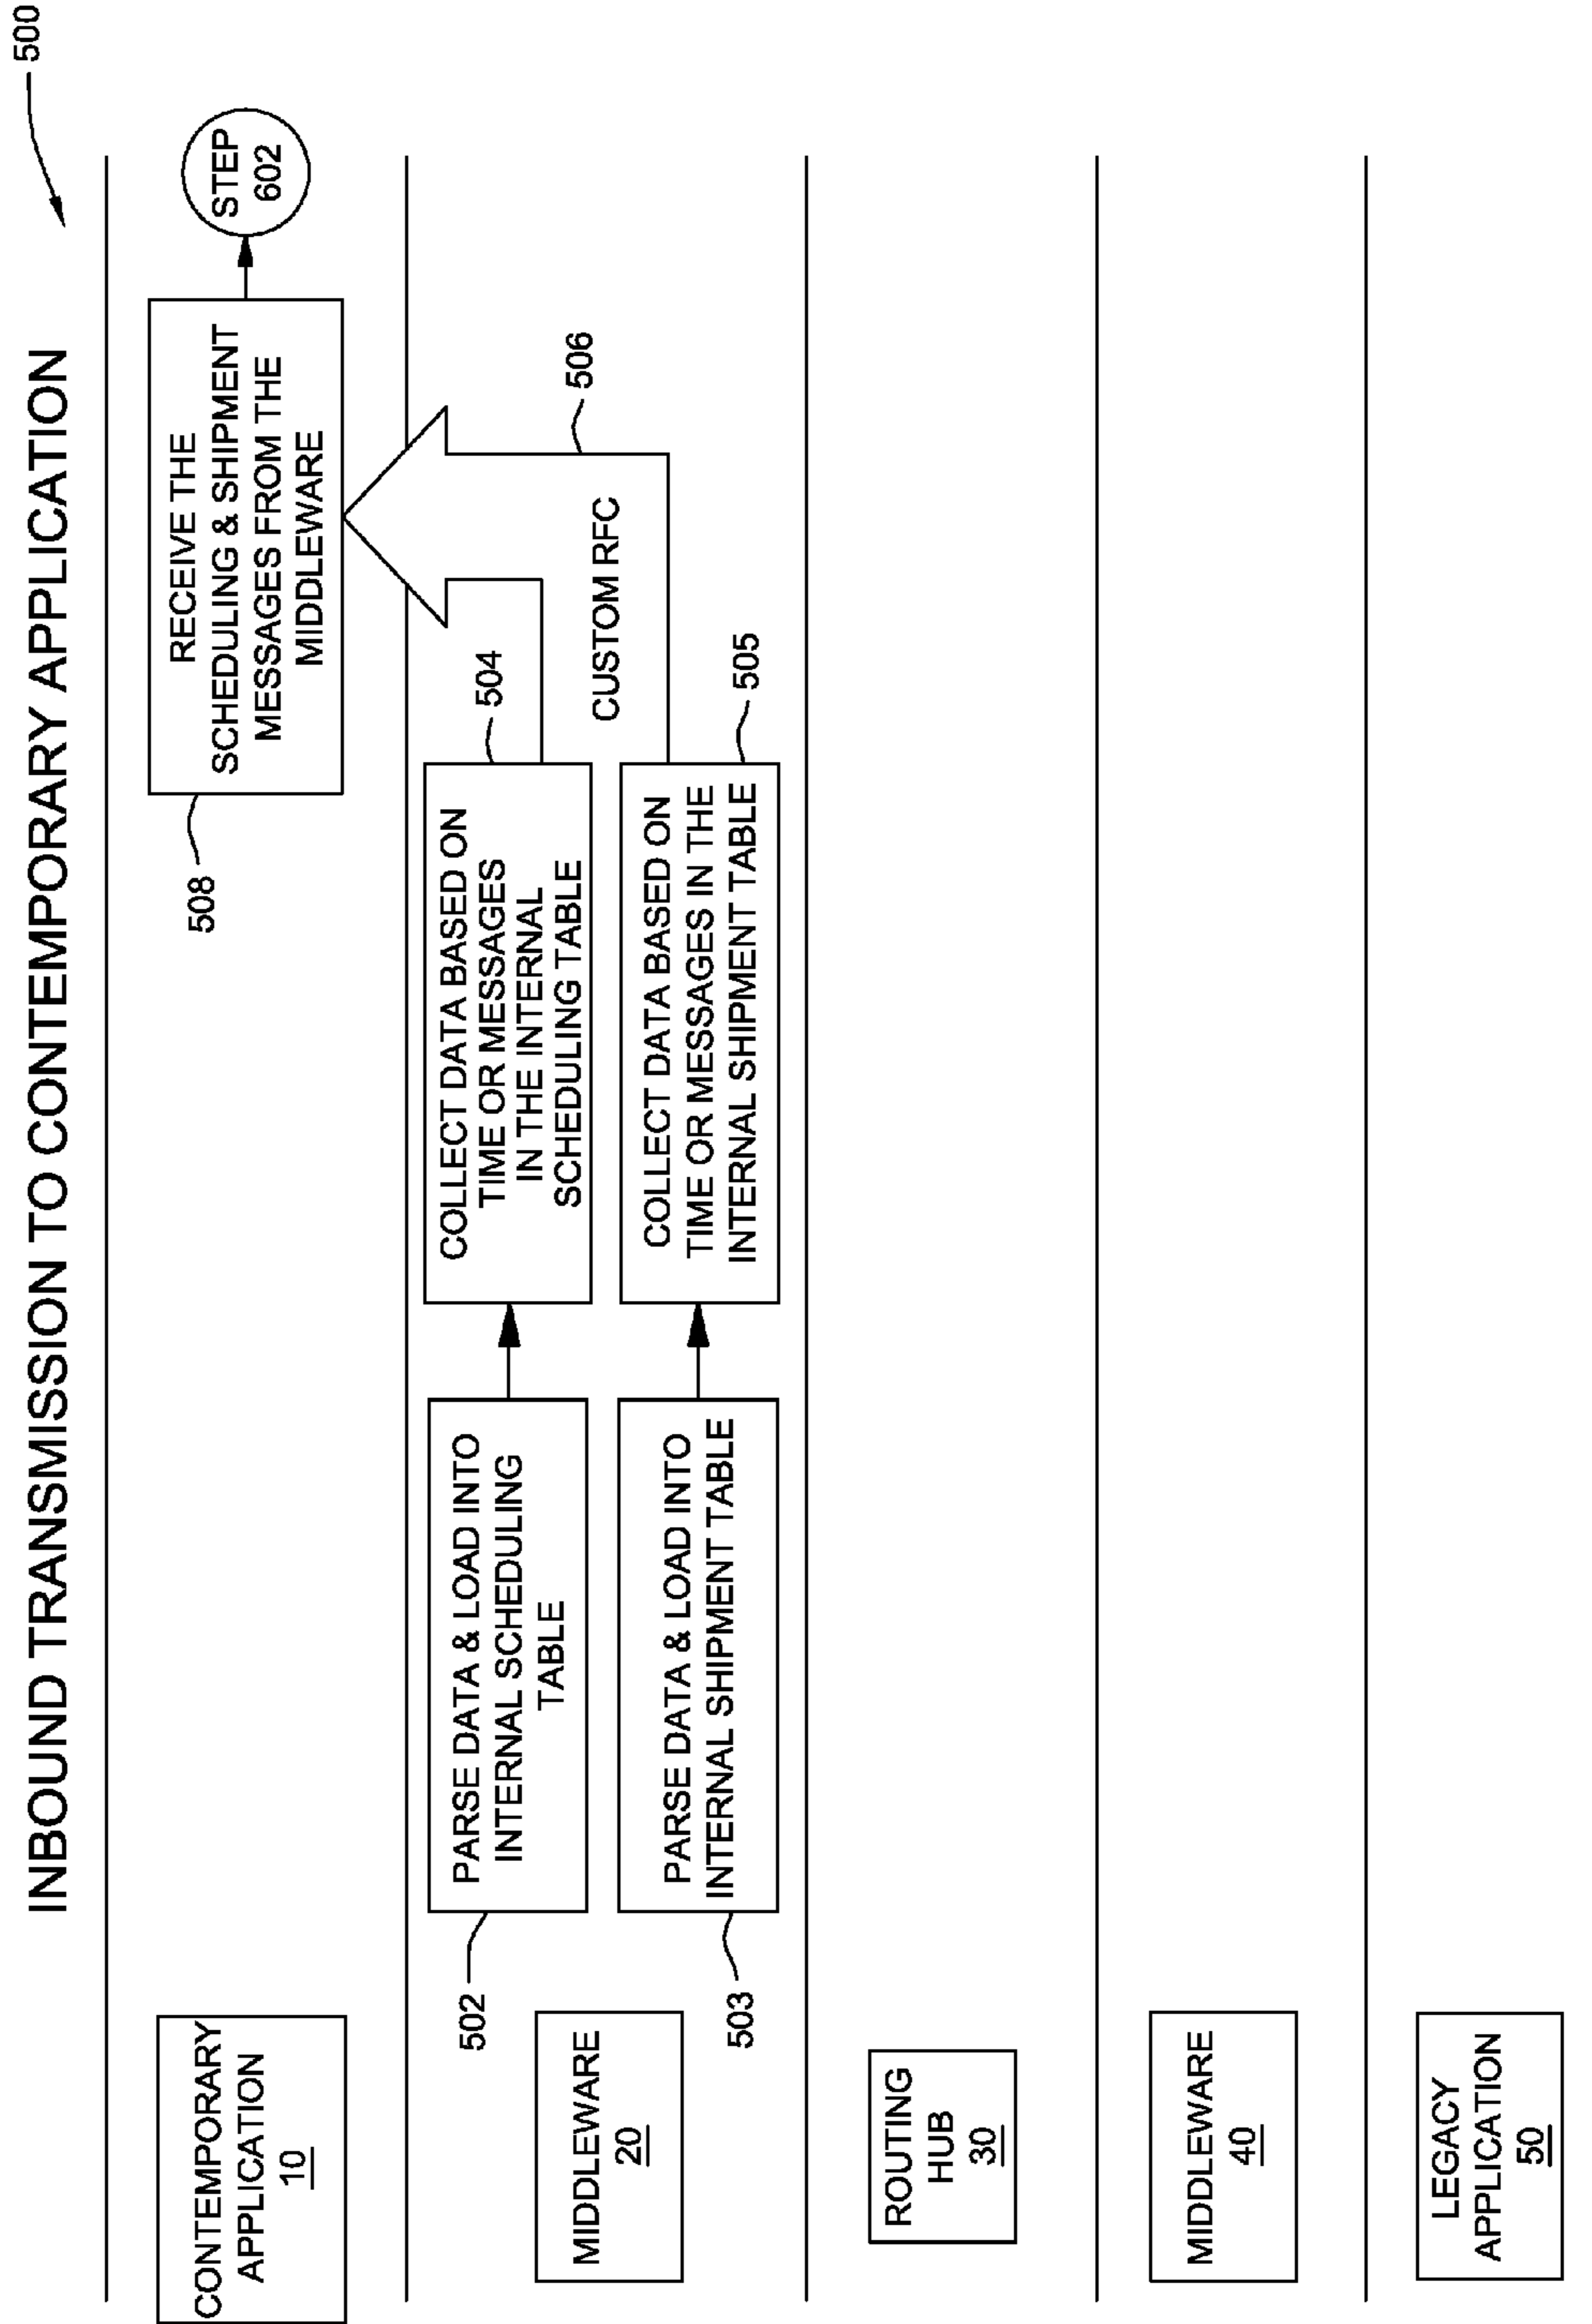 INBOUND TRANSMISSION TO CONTEMPORARY APPLICATION
500
CONTEMPORARY
APPLICATION
10
508
RECEIVE THE
SCHEDULING & SHIPMENT
MESSAGES FROM THE
MIDDLEWARE
STEP
602
MIDDLEWARE
20
502
PARSE DATA & LOAD INTO
INTERNAL SCHEDULING
TABLE
COLLECT DATA BASED ON
TIME OR MESSAGES
IN THE INTERNAL
SCHEDULING TABLE
504
CUSTOM RFC
506
503
PARSE DATA & LOAD INTO
INTERNAL SHIPMENT TABLE
COLLECT DATA BASED ON
TIME OR MESSAGES IN THE
INTERNAL SHIPMENT TABLE
505
ROUTING
HUB
30
MIDDLEWARE
40
LEGACY
APPLICATION
50